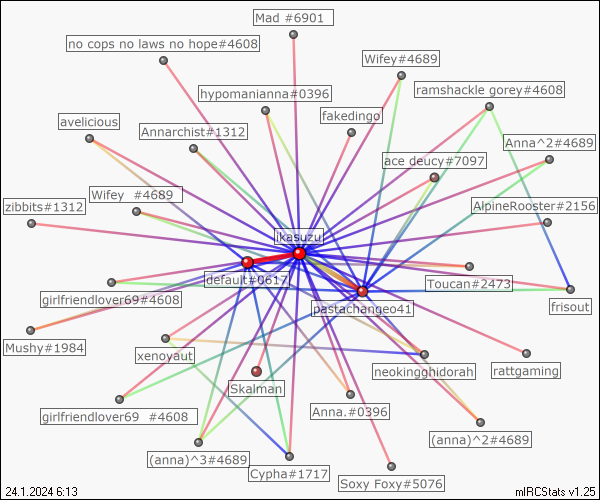 Mad #6901
no cops no laws no hope#4608
Wifey#4689
hypomanianna#0396
ramshackle gorey#4608
avelicious
fakedingo
Annarchist#1312
Anna^2#4689
ace deucy#7097
Wifey  #4689
zibbits#1312
AlpineRooster#2156
ikasuzu
default#0617
Toucan#2473
girlfriendlover69#4608
pastachangeo41
frisout
Mushy#1984
xenoyaut
neokingghidorah
rattgaming
Skalman
girlfriendlover69  #4608
Anna.#0396
(anna)^2#4689
(anna)^3#4689
Cypha#1717
Soxy Foxy#5076
24.1.2024 6:13
mIRCStats v1.25